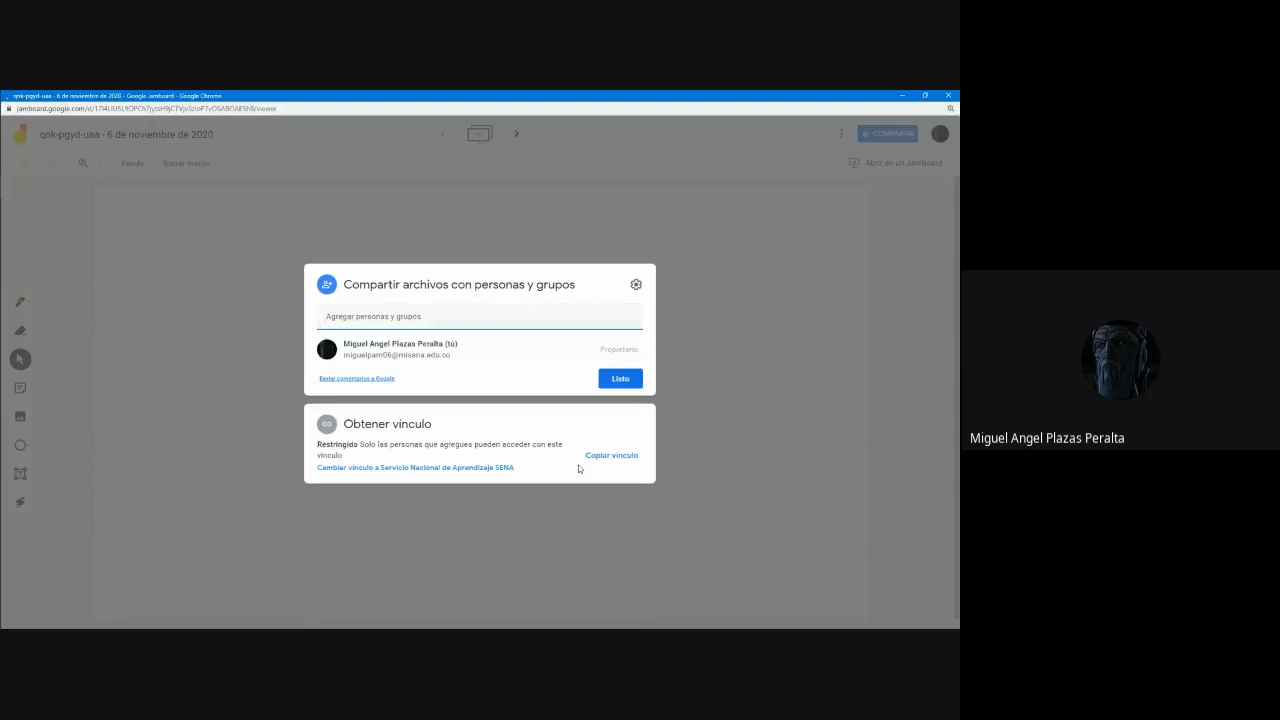 qnk-pgyd-uaa - 6 de noviembre de 2020 - Google Jamboard - Google Chrome
qnk-pgyd-uaa - 6 de noviembre de 2020
1/1
COMPARTIR
Fondo
Borrar marco
Abrir en un Jamboard
Compartir archivos con personas y grupos
Agregar personas y grupos
Miguel Angel Plazas Peralta (tú)
Propietario
miguelpam06@misena.edu.co
Enviar comentarios a Google
Listo
Obtener vínculo
Restringido Solo las personas que agregues pueden acceder con este
vínculo
Copiar vínculo
Cambiar vínculo a Servicio Nacional de Aprendizaje SENA
Miguel Angel Plazas Peralta